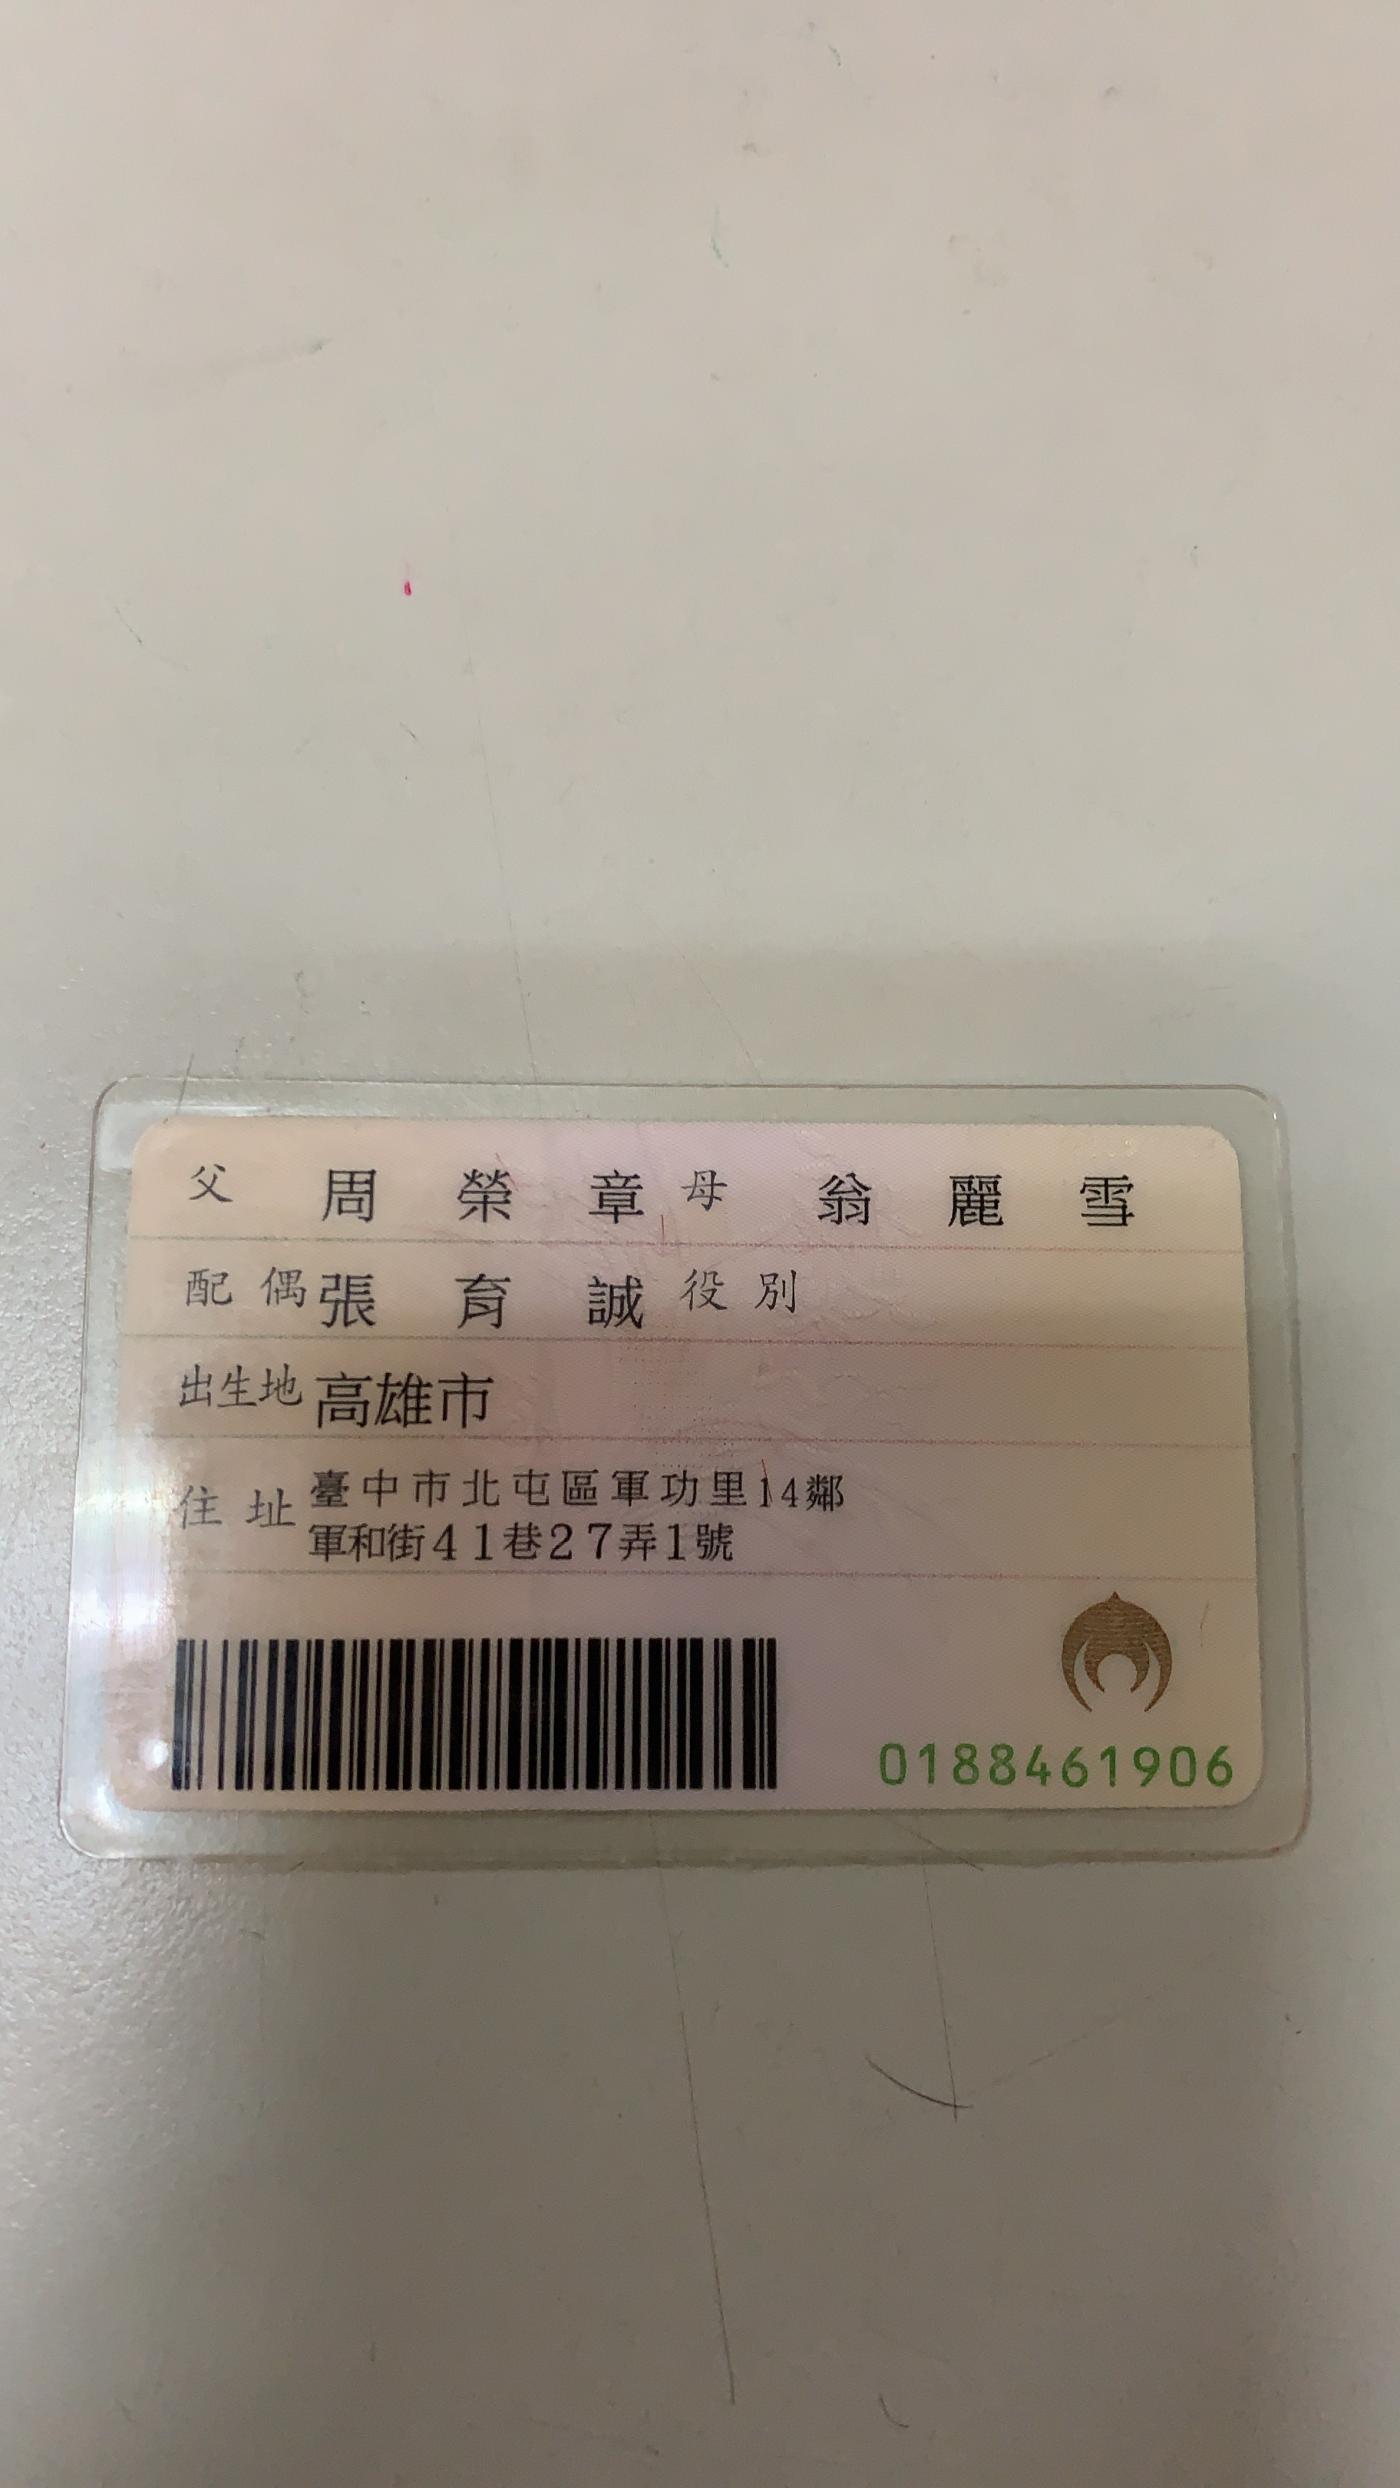 父 周榮章 母 翁麗雪
配偶 張育誠 役別
出生地 高雄市
住址 臺中市北屯區軍功里14鄰
軍和街41巷27弄1號
0188461906